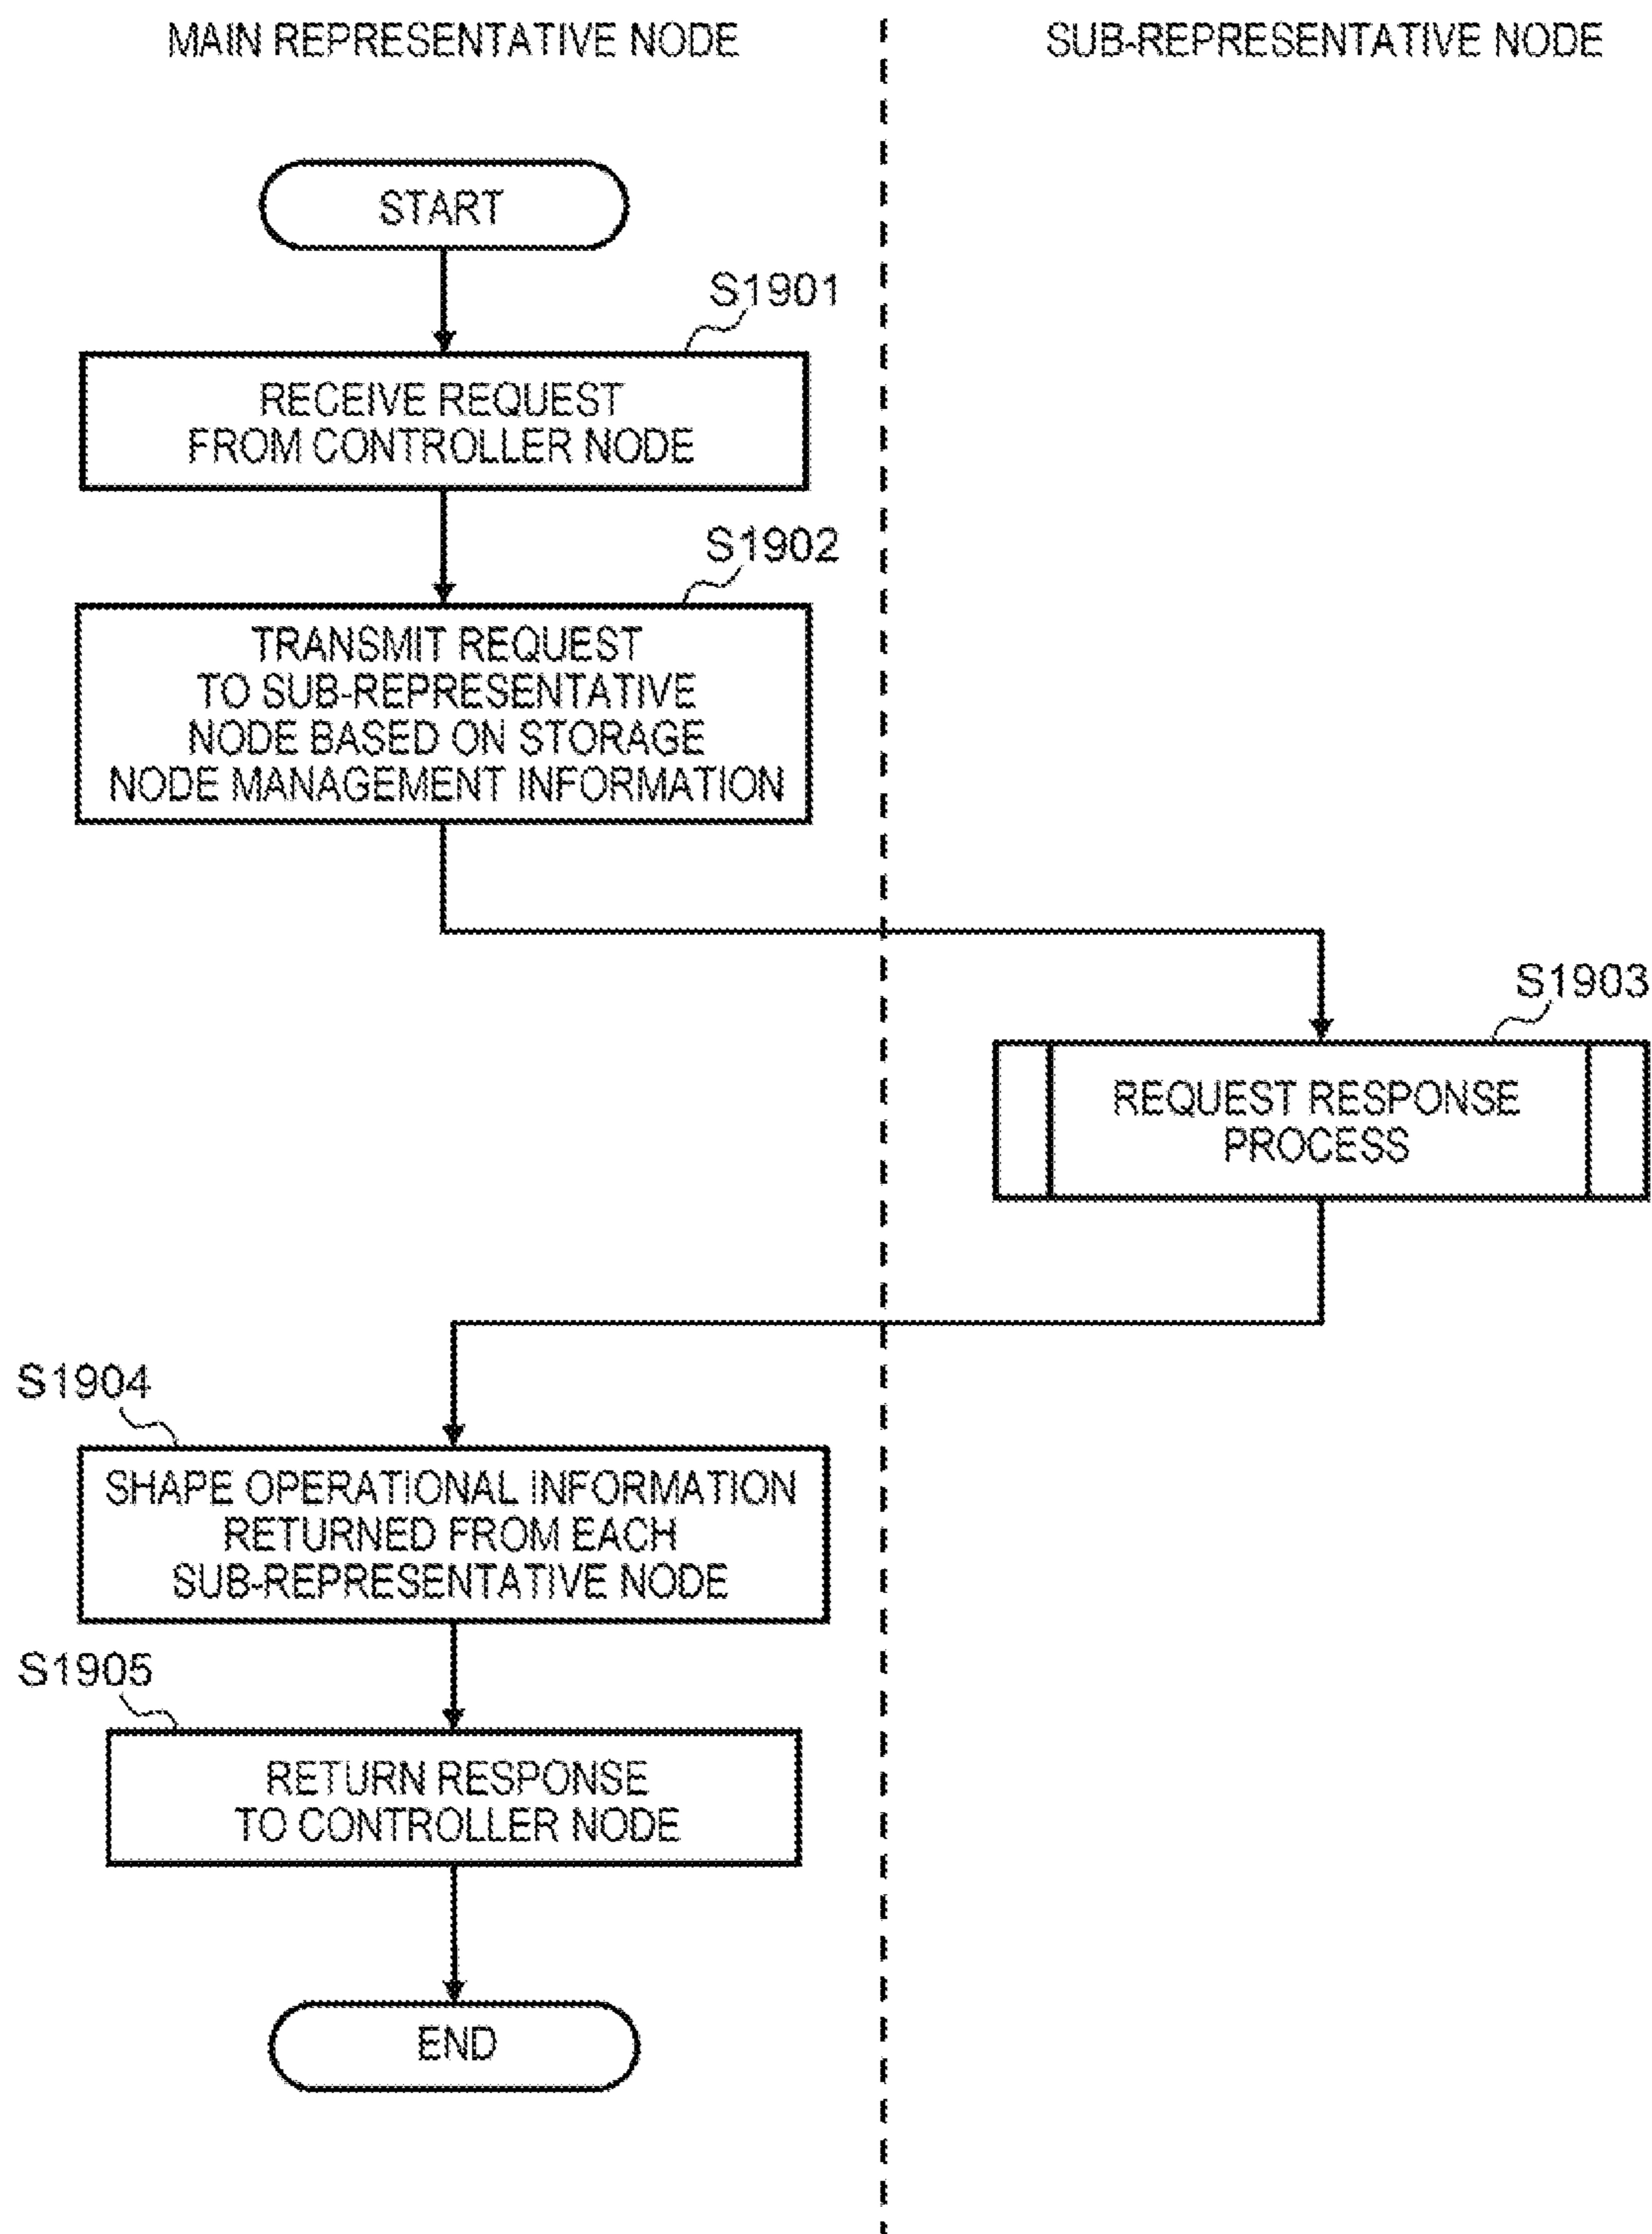 MAIN REPRESENTATIVE NODE
SUB-REPRESENTATIVE NODE
START
S1901
RECEIVE REQUEST
FROM CONTROLLER NODE
S1902
TRANSMIT REQUEST
TO SUB-REPRESENTATIVE
NODE BASED ON STORAGE
NODE MANAGEMENT INFORMATION
S1903
REQUEST RESPONSE
PROCESS
S1904
SHAPE OPERATIONAL INFORMATION
RETURNED FROM EACH
SUB-REPRESENTATIVE NODE
S1905
RETURN RESPONSE
TO CONTROLLER NODE
END